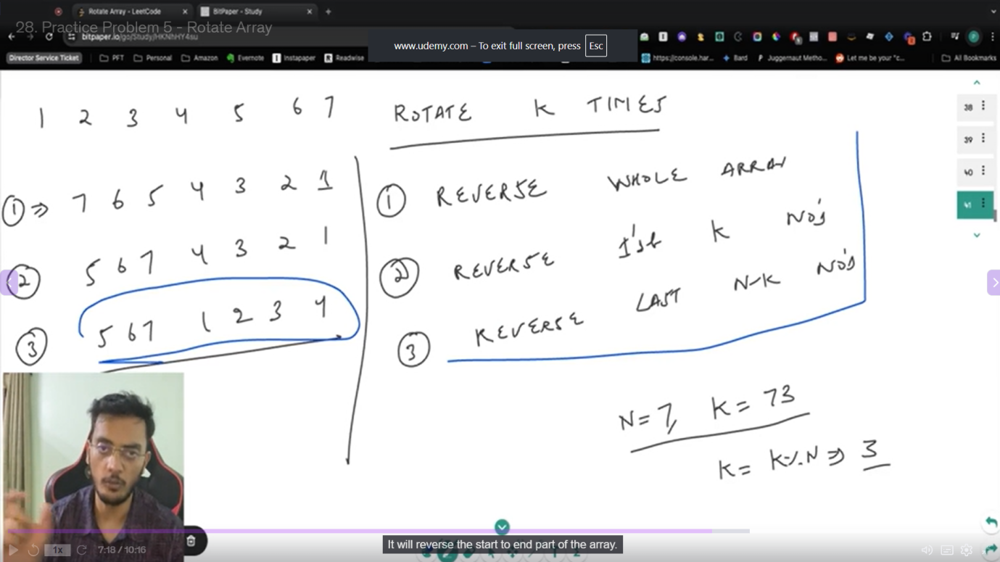 Rotate Array - LeetCode
BitPaper - Study
28. Practice Problem 5 - Rotate Array
bitpaper.io/go/Study/HKNhHY4su
www.udemy.com – To exit full screen, press Esc
Director Service Ticket
PFT
Personal
Amazon
Evernote
Instapaper
Readwise
https://console.har...
Bard
Juggernaut Metho...
Let me be your "c...
All Bookmarks
1 2 3 4 5 6 7
ROTATE K TIMES
① ⇒ 7 6 5 4 3 2 1
② 5 6 7 4 3 2 1
③ 5 6 7 1 2 3 4
① REVERSE WHOLE ARRAY
② REVERSE 1'st K NO's
③ REVERSE LAST N-K NO's
N = 7, K = 73
K = K % N ⇒ 3
38
39
40
41
It will reverse the start to end part of the array.
1x
7:18 / 10:16